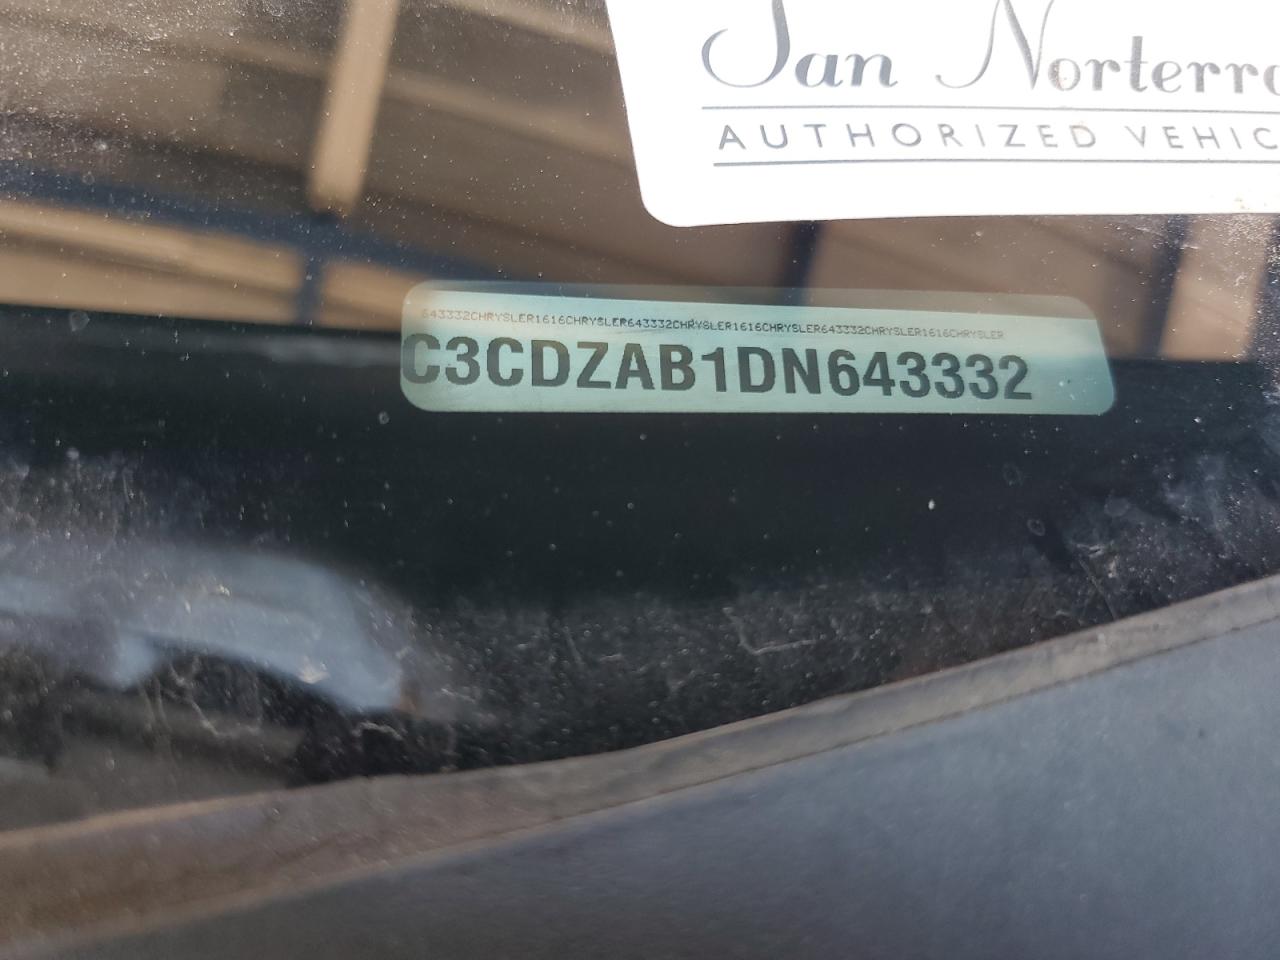 San Norterra
AUTHORIZED VEHIC
643332CHRYSLER1616CHRYSLER643332CHRYSLER1616CHRYSLER643332CHRYSLER1616CHRYSLER
C3CDZAB1DN643332